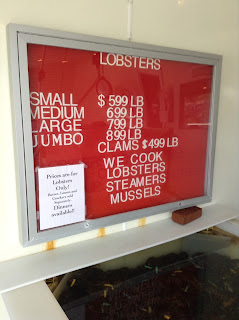 LOBSTERS
SMALL $ 599 LB
MEDIUM 699 LB
LARGE 799 LB
JUMBO 899 LB
CLAMS $499 LB
WE COOK
LOBSTERS
STEAMERS
MUSSELS
Prices are for
Lobsters
Only!
Dinners
available!!